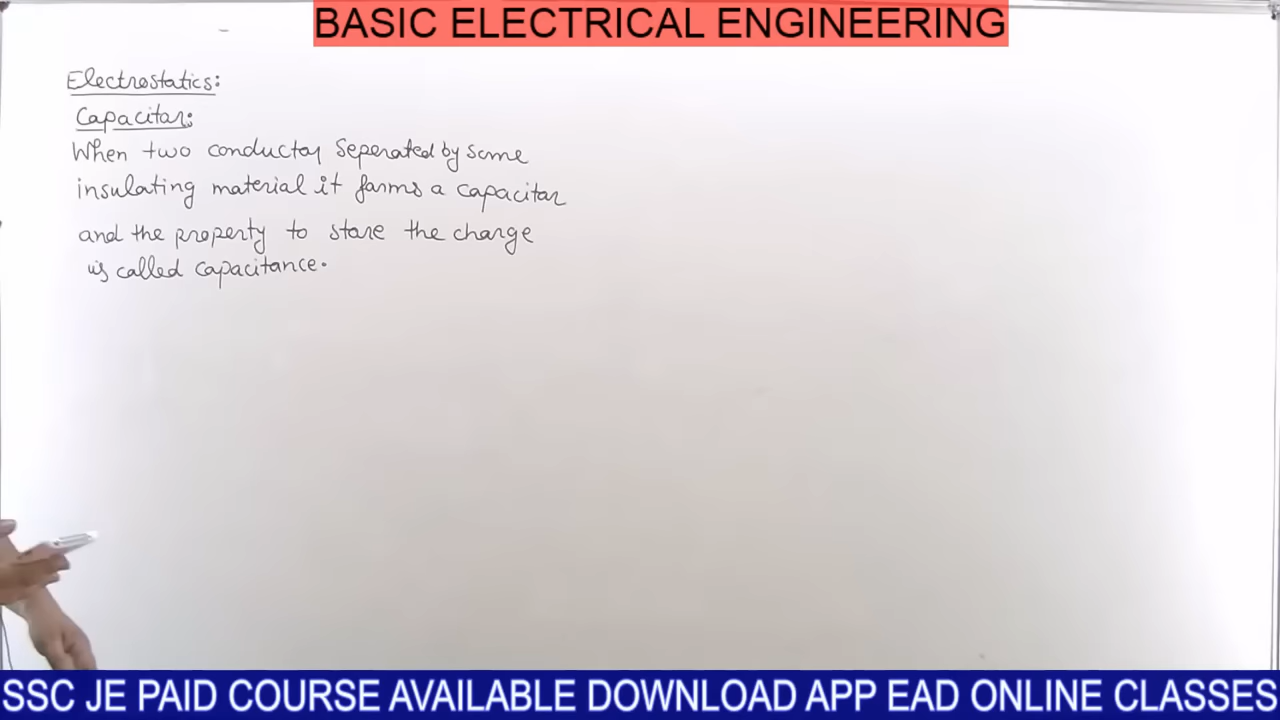 BASIC ELECTRICAL ENGINEERING
Electrostatics:
Capacitor:
When two conductor seperated by some
insulating material it forms a capacitor
and the property to store the charge
is called capacitance.
SSC JE PAID COURSE AVAILABLE DOWNLOAD APP EAD ONLINE CLASSES